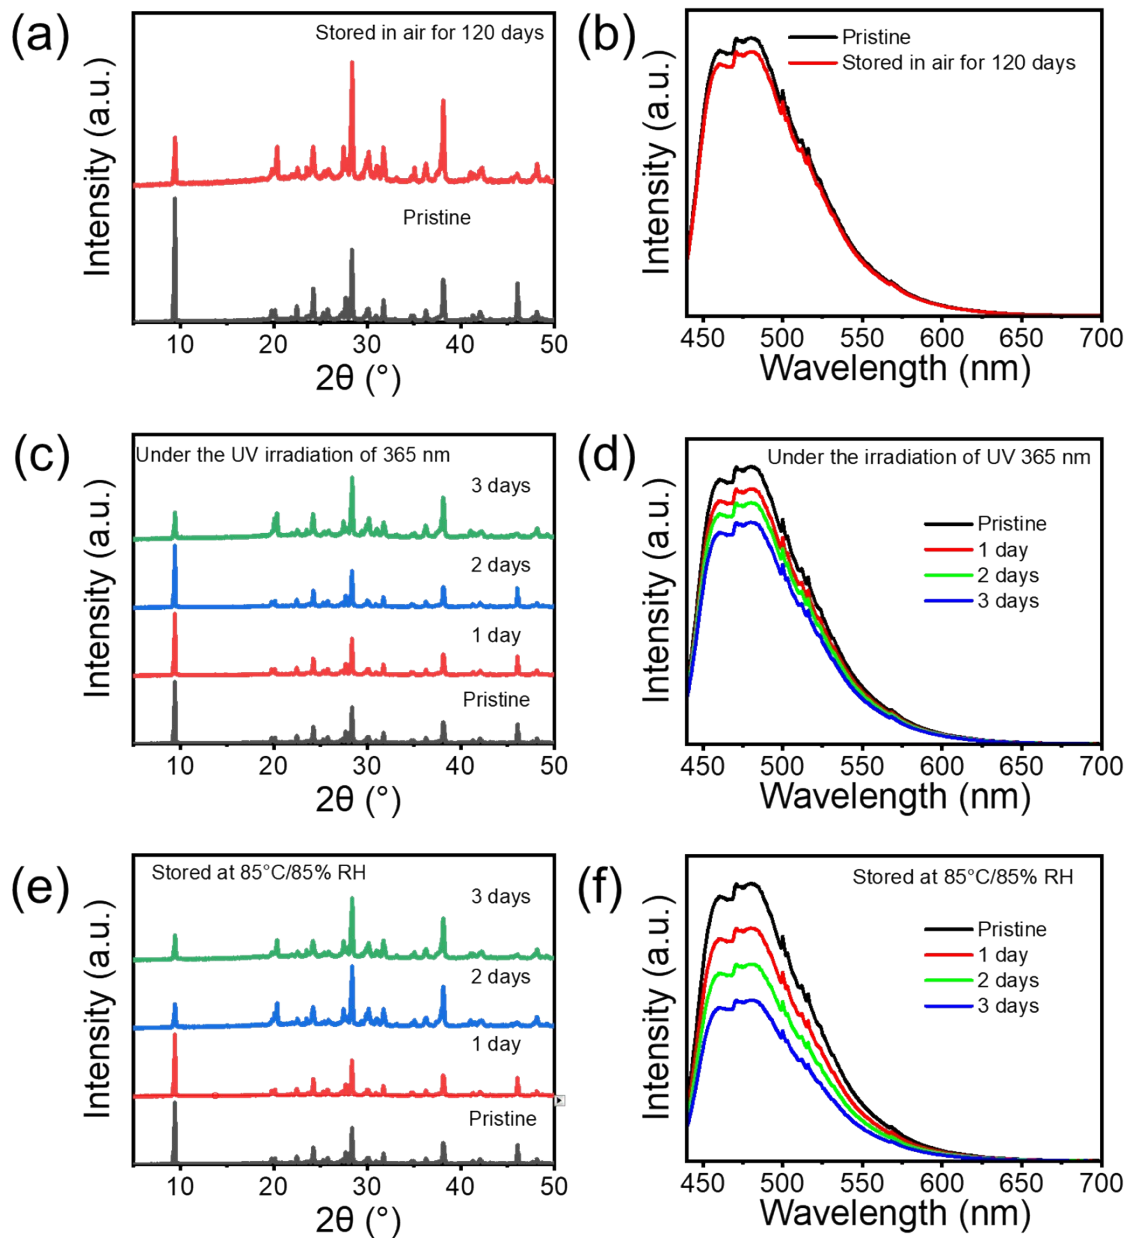 (a)
Stored in air for 120 days
Pristine
Intensity (a.u.)
10 20 30 40 50
2θ (°)
(b)
Pristine
Stored in air for 120 days
Intensity (a.u.)
450 500 550 600 650 700
Wavelength (nm)
(c)
Under the UV irradiation of 365 nm
3 days
2 days
1 day
Pristine
Intensity (a.u.)
10 20 30 40 50
2θ (°)
(d)
Under the irradiation of UV 365 nm
Pristine
1 day
2 days
3 days
Intensity (a.u.)
450 500 550 600 650 700
Wavelength (nm)
(e)
Stored at 85°C/85% RH
3 days
2 days
1 day
Pristine
Intensity (a.u.)
10 20 30 40 50
2θ (°)
(f)
Stored at 85°C/85% RH
Pristine
1 day
2 days
3 days
Intensity (a.u.)
450 500 550 600 650 700
Wavelength (nm)